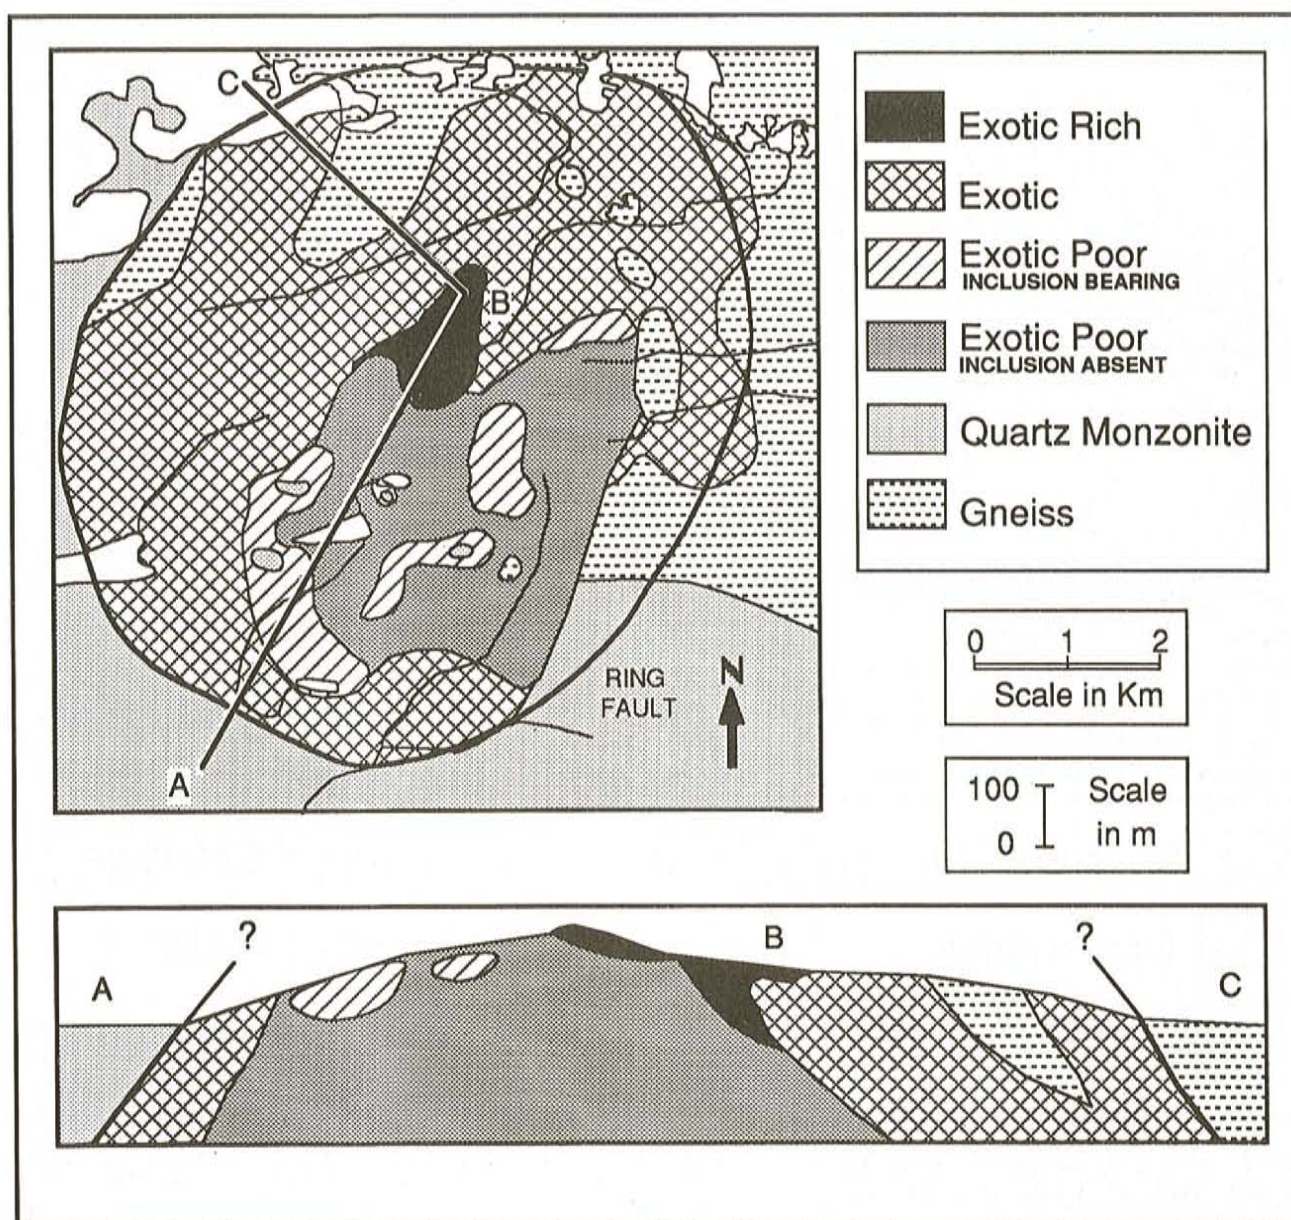 C
B
A
RING
FAULT
N
Exotic Rich
Exotic
Exotic Poor
INCLUSION BEARING
Exotic Poor
INCLUSION ABSENT
Quartz Monzonite
Gneiss
0 1 2
Scale in Km
100 Scale
0 in m
? B ?
A C